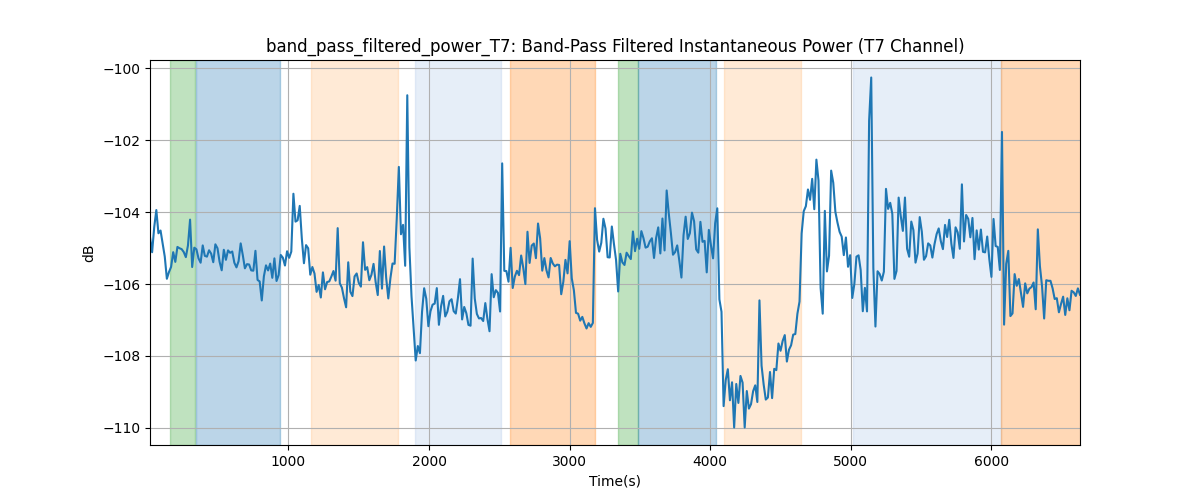 band_pass_filtered_power_T7: Band-Pass Filtered Instantaneous Power (T7 Channel)
−100
−102
−104
−106
−108
−110
dB
1000 2000 3000 4000 5000 6000
Time(s)